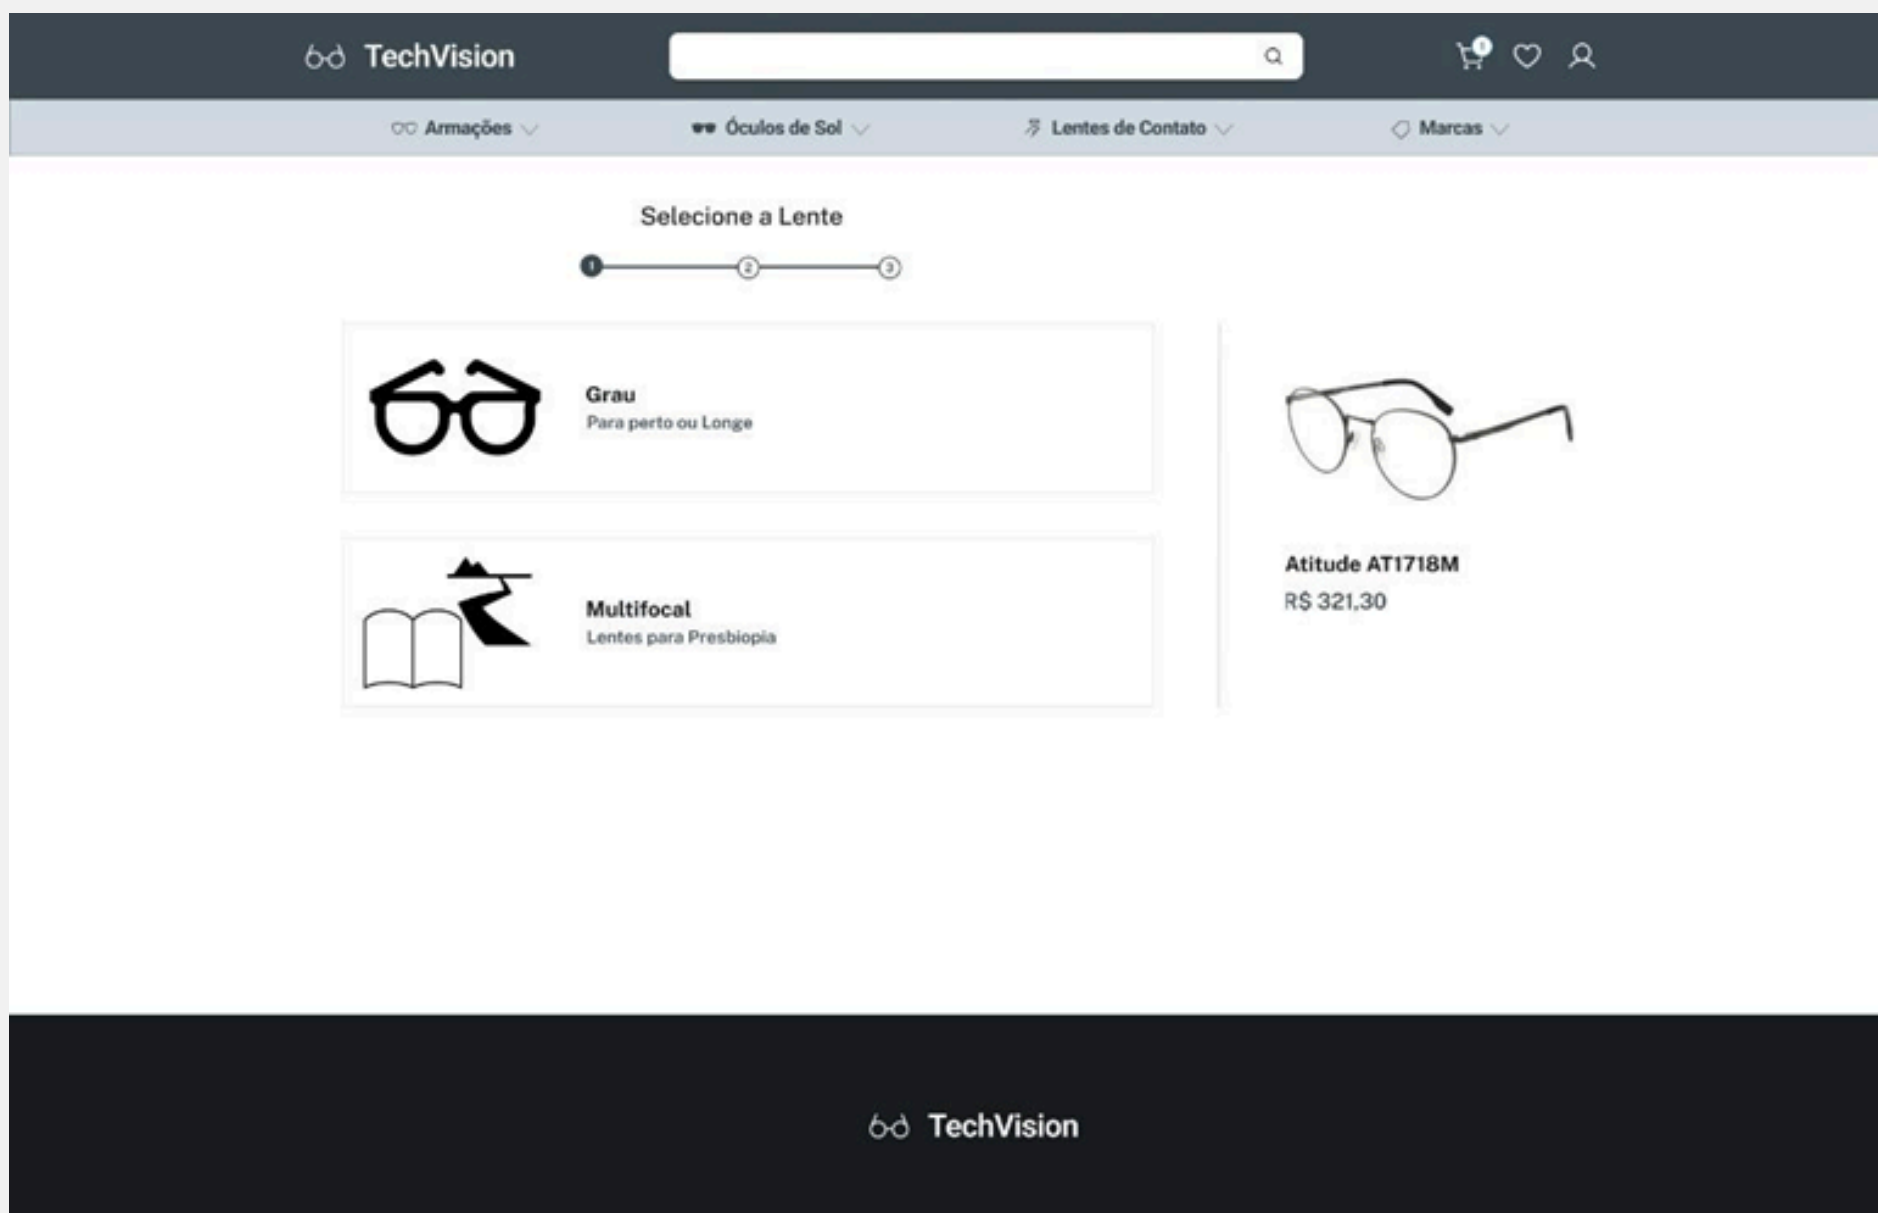 TechVision
1
Armações
Óculos de Sol
Lentes de Contato
Marcas
Selecione a Lente
1
2
3
Grau
Para perto ou Longe
Multifocal
Lentes para Presbiopia
Atitude AT1718M
R$ 321,30
TechVision